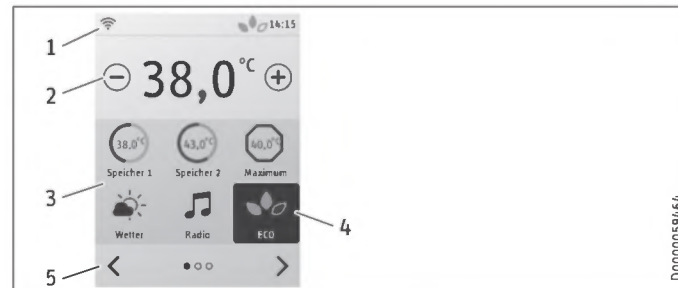 1
14:15
2
38,0 °C
38,0°C
43,0°C
40,0°C
Speicher 1
Speicher 2
Maximum
3
Wetter
Radio
ECO
4
5
D0000059464